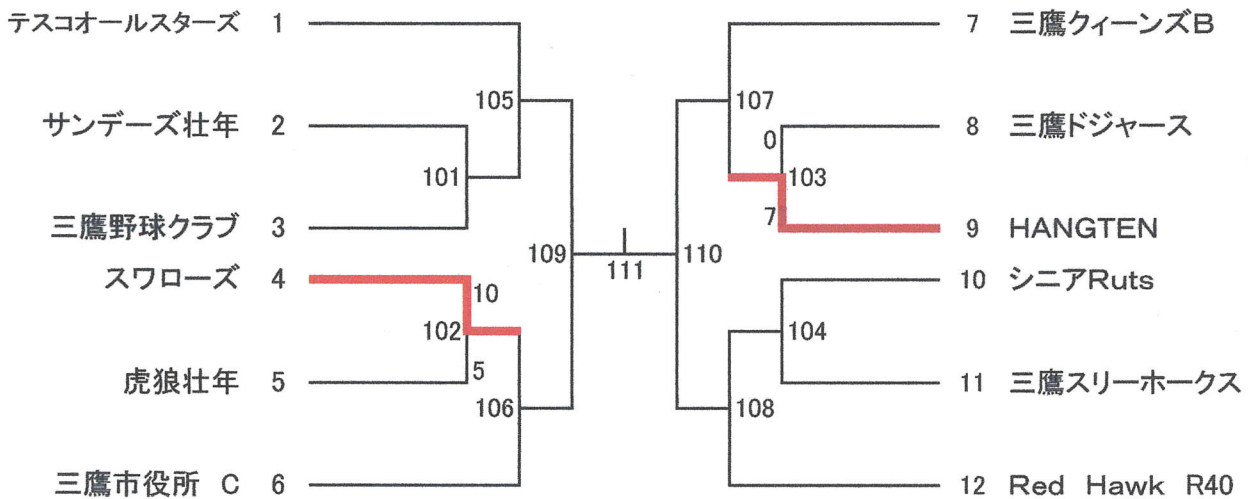 テスコオールスターズ 1
105
サンデーズ壮年 2
101
三鷹野球クラブ 3
スワローズ 4
10
102
虎狼壮年 5
5
106
三鷹市役所 C 6
109
111
110
7 三鷹クィーンズB
107
8 三鷹ドジャース
0
103
7
9 HANGTEN
10 シニアRuts
104
11 三鷹スリーホークス
108
12 Red Hawk R40